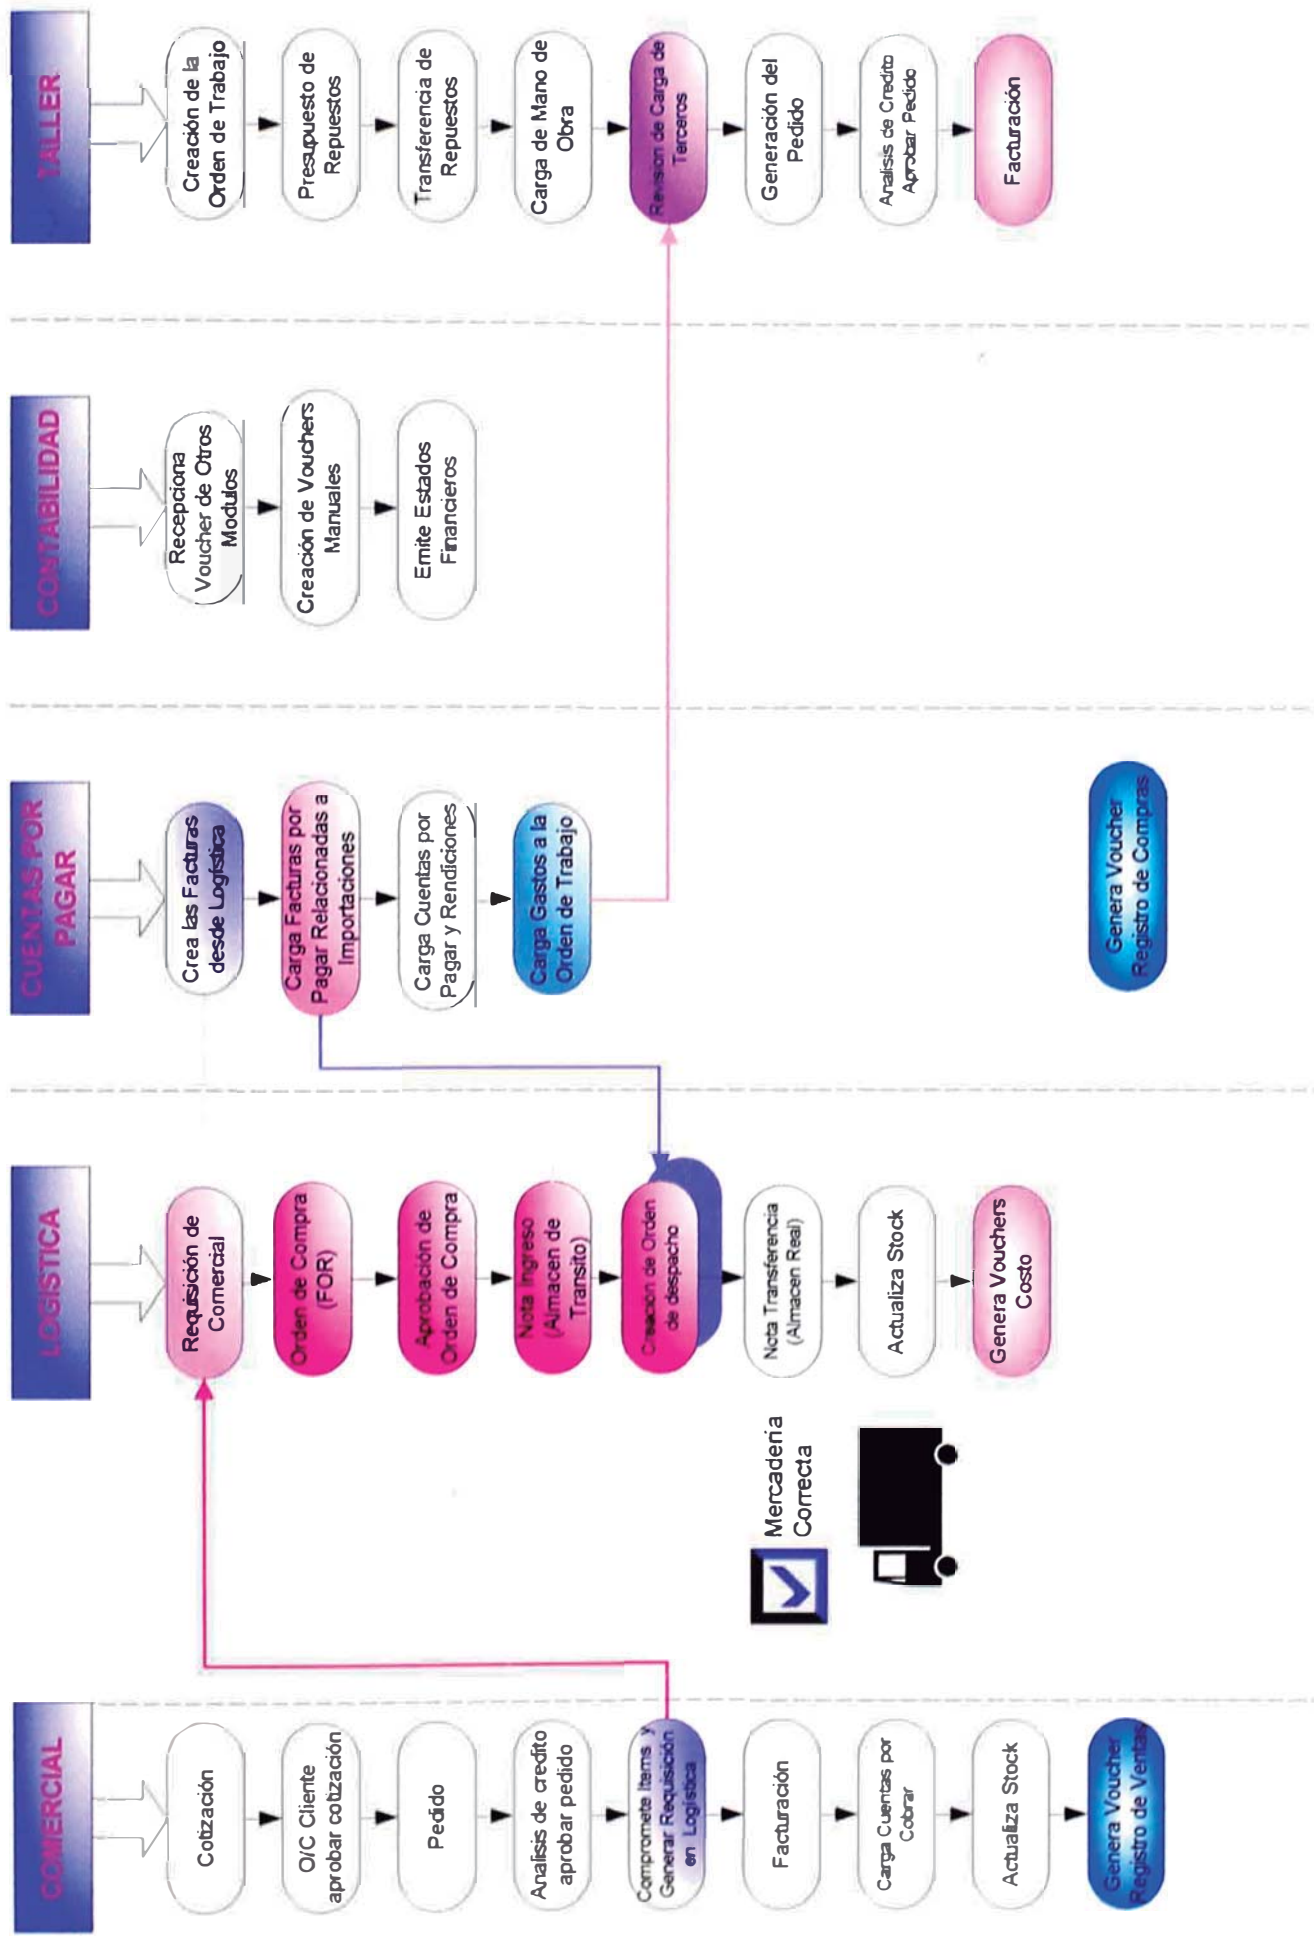 COMERCIAL
Cotización
O/C Cliente
aprobar cotización
Pedido
Analisis de credito
aprobar pedido
Compromete Items y
Generar Requisición
en Logística
Facturación
Carga Cuentas por
Cobrar
Actualiza Stock
Genera Voucher
Registro de Ventas
LOGISTICA
Requisición de
Comercial
Orden de Compra
(FOR)
Aprobación de
Orden de Compra
Nota Ingreso
(Almacen de
Transito)
Creación de Orden
de despacho
Nota Transferencia
(Almacen Real)
Actualiza Stock
Genera Vouchers
Costo
Mercadería
Correcta
CUENTAS POR
PAGAR
Crea las Facturas
desde Logística
Carga Facturas por
Pagar Relacionadas a
Importaciones
Carga Cuentas por
Pagar y Rendiciones
Carga Gastos a la
Orden de Trabajo
Genera Voucher
Registro de Compras
CONTABILIDAD
Recepciona
Voucher de Otros
Modulos
Creación de Vouchers
Manuales
Emite Estados
Financieros
TALLER
Creación de la
Orden de Trabajo
Presupuesto de
Repuestos
Transferencia de
Repuestos
Carga de Mano de
Obra
Revision de Carga de
Terceros
Generación del
Pedido
Analisis de Credito
Aprobar Pedido
Facturación